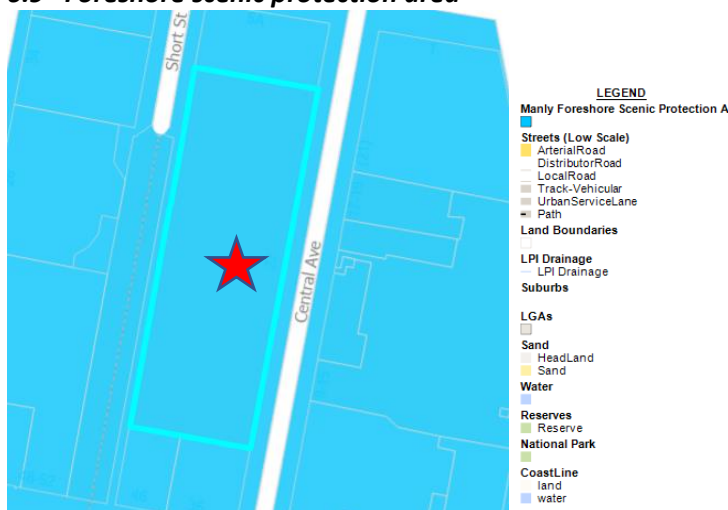 Foreshore scenic protection area
Short St
Central Ave
LEGEND
Manly Foreshore Scenic Protection A
Streets (Low Scale)
ArterialRoad
DistributorRoad
LocalRoad
Track-Vehicular
UrbanServiceLane
Path
Land Boundaries
LPI Drainage
LPI Drainage
Suburbs
LGAs
Sand
HeadLand
Sand
Water
Reserves
Reserve
National Park
CoastLine
land
water